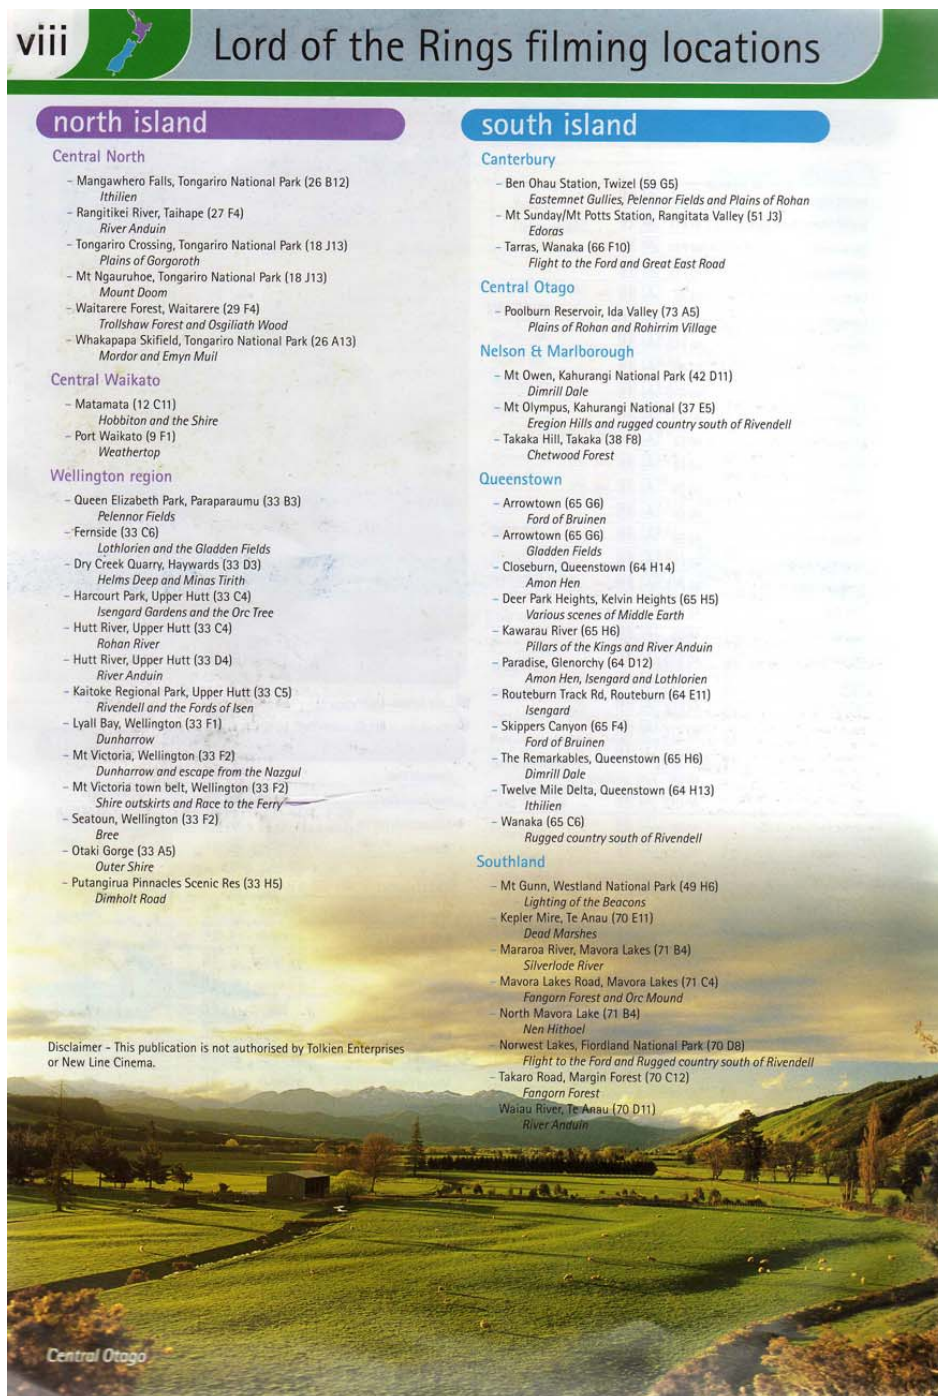 viii
Lord of the Rings filming locations
north island
Central North
- Mangawhero Falls, Tongariro National Park (26 B12)
Ithilien
- Rangitikei River, Taihape (27 F4)
River Anduin
- Tongariro Crossing, Tongariro National Park (18 J13)
Plains of Gorgoroth
- Mt Ngauruhoe, Tongariro National Park (18 J13)
Mount Doom
- Waitarere Forest, Waitarere (29 F4)
Trollshaw Forest and Osgiliath Wood
- Whakapapa Skifield, Tongariro National Park (26 A13)
Mordor and Emyn Muil
Central Waikato
- Matamata (12 C11)
Hobbiton and the Shire
- Port Waikato (9 F1)
Weathertop
Wellington region
- Queen Elizabeth Park, Paraparaumu (33 B3)
Pelennor Fields
- Fernside (33 C6)
Lothlorien and the Gladden Fields
- Dry Creek Quarry, Haywards (33 D3)
Helms Deep and Minas Tirith
- Harcourt Park, Upper Hutt (33 C4)
Isengard Gardens and the Orc Tree
- Hutt River, Upper Hutt (33 C4)
Rohan River
- Hutt River, Upper Hutt (33 D4)
River Anduin
- Kaitoke Regional Park, Upper Hutt (33 C5)
Rivendell and the Fords of Isen
- Lyall Bay, Wellington (33 F1)
Dunharrow
- Mt Victoria, Wellington (33 F2)
Dunharrow and escape from the Nazgul
- Mt Victoria town belt, Wellington (33 F2)
Shire outskirts and Race to the Ferry
- Seatoun, Wellington (33 F2)
Bree
- Otaki Gorge (33 A5)
Outer Shire
- Putangirua Pinnacles Scenic Res (33 H5)
Dimholt Road
Disclaimer - This publication is not authorised by Tolkien Enterprises
or New Line Cinema.
south island
Canterbury
- Ben Ohau Station, Twizel (59 G5)
Eastemnet Gullies, Pelennor Fields and Plains of Rohan
- Mt Sunday/Mt Potts Station, Rangitata Valley (51 J3)
Edoras
- Tarras, Wanaka (66 F10)
Flight to the Ford and Great East Road
Central Otago
- Poolburn Reservoir, Ida Valley (73 A5)
Plains of Rohan and Rohirrim Village
Nelson & Marlborough
- Mt Owen, Kahurangi National Park (42 D11)
Dimrill Dale
- Mt Olympus, Kahurangi National (37 E5)
Eregion Hills and rugged country south of Rivendell
- Takaka Hill, Takaka (38 F8)
Chetwood Forest
Queenstown
- Arrowtown (65 G6)
Ford of Bruinen
- Arrowtown (65 G6)
Gladden Fields
- Closeburn, Queenstown (64 H14)
Amon Hen
- Deer Park Heights, Kelvin Heights (65 H5)
Various scenes of Middle Earth
- Kawarau River (65 H6)
Pillars of the Kings and River Anduin
- Paradise, Glenorchy (64 D12)
Amon Hen, Isengard and Lothlorien
- Routeburn Track Rd, Routeburn (64 E11)
Isengard
- Skippers Canyon (65 F4)
Ford of Bruinen
- The Remarkables, Queenstown (65 H6)
Dimrill Dale
- Twelve Mile Delta, Queenstown (64 H13)
Ithilien
- Wanaka (65 C6)
Rugged country south of Rivendell
Southland
- Mt Gunn, Westland National Park (49 H6)
Lighting of the Beacons
- Kepler Mire, Te Anau (70 E11)
Dead Marshes
- Mararoa River, Mavora Lakes (71 B4)
Silverlode River
- Mavora Lakes Road, Mavora Lakes (71 C4)
Fangorn Forest and Orc Mound
- North Mavora Lake (71 B4)
Nen Hithoel
- Norwest Lakes, Fiordland National Park (70 D8)
Flight to the Ford and Rugged country south of Rivendell
- Takaro Road, Margin Forest (70 C12)
Fangorn Forest
Waiau River, Te Anau (70 D11)
River Anduin
Central Otago